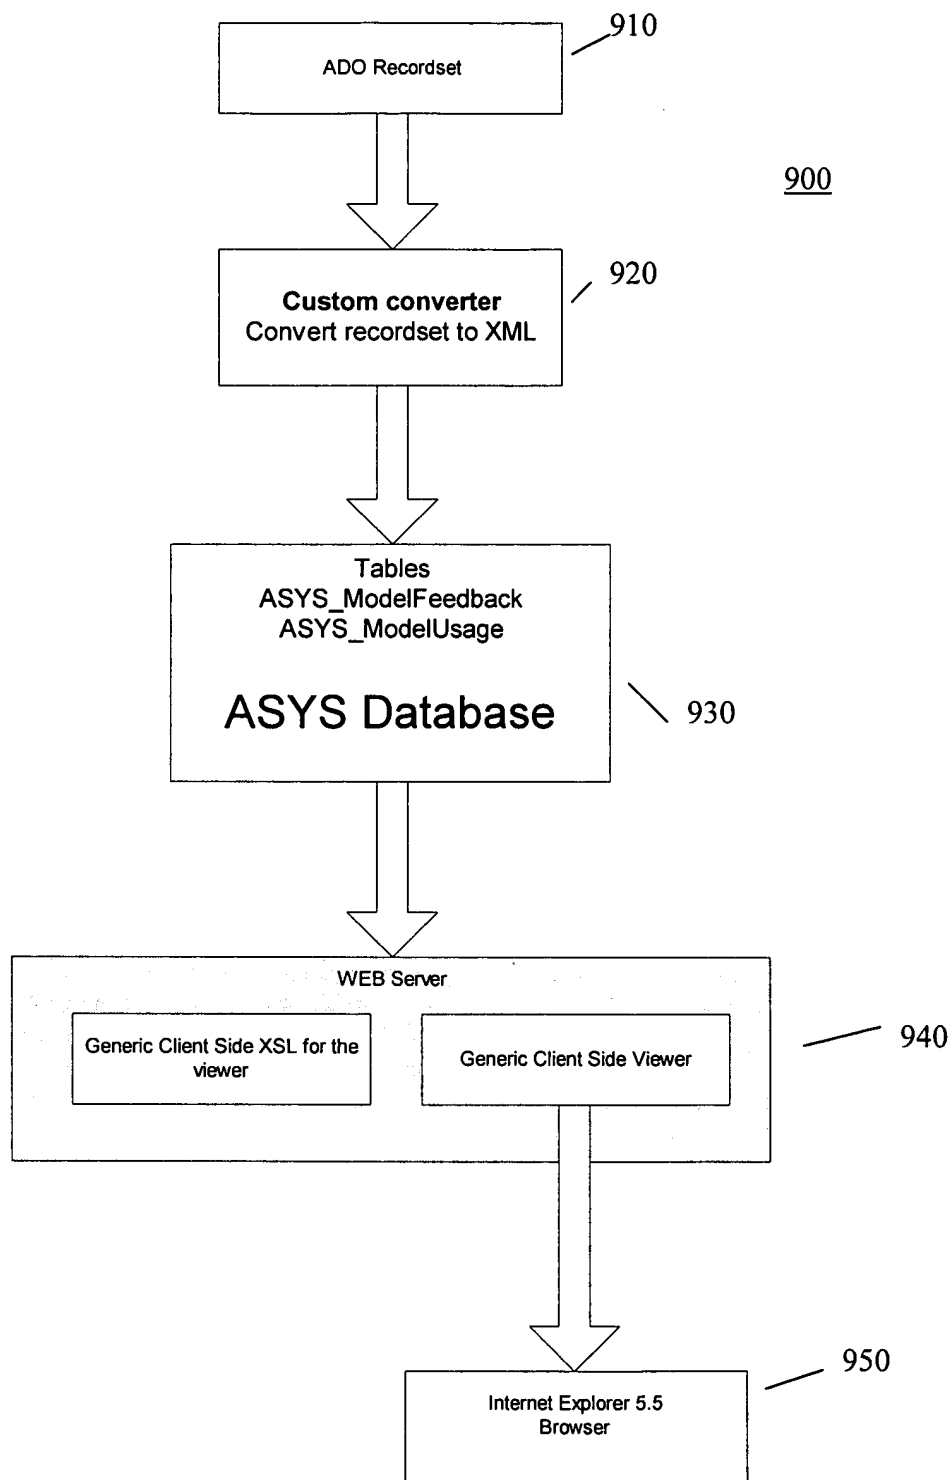 910
ADO Recordset
900
920
Custom converter
Convert recordset to XML
Tables
ASYS_ModelFeedback
ASYS_ModelUsage
ASYS Database
930
WEB Server
Generic Client Side XSL for the
viewer
Generic Client Side Viewer
940
950
Internet Explorer 5.5
Browser